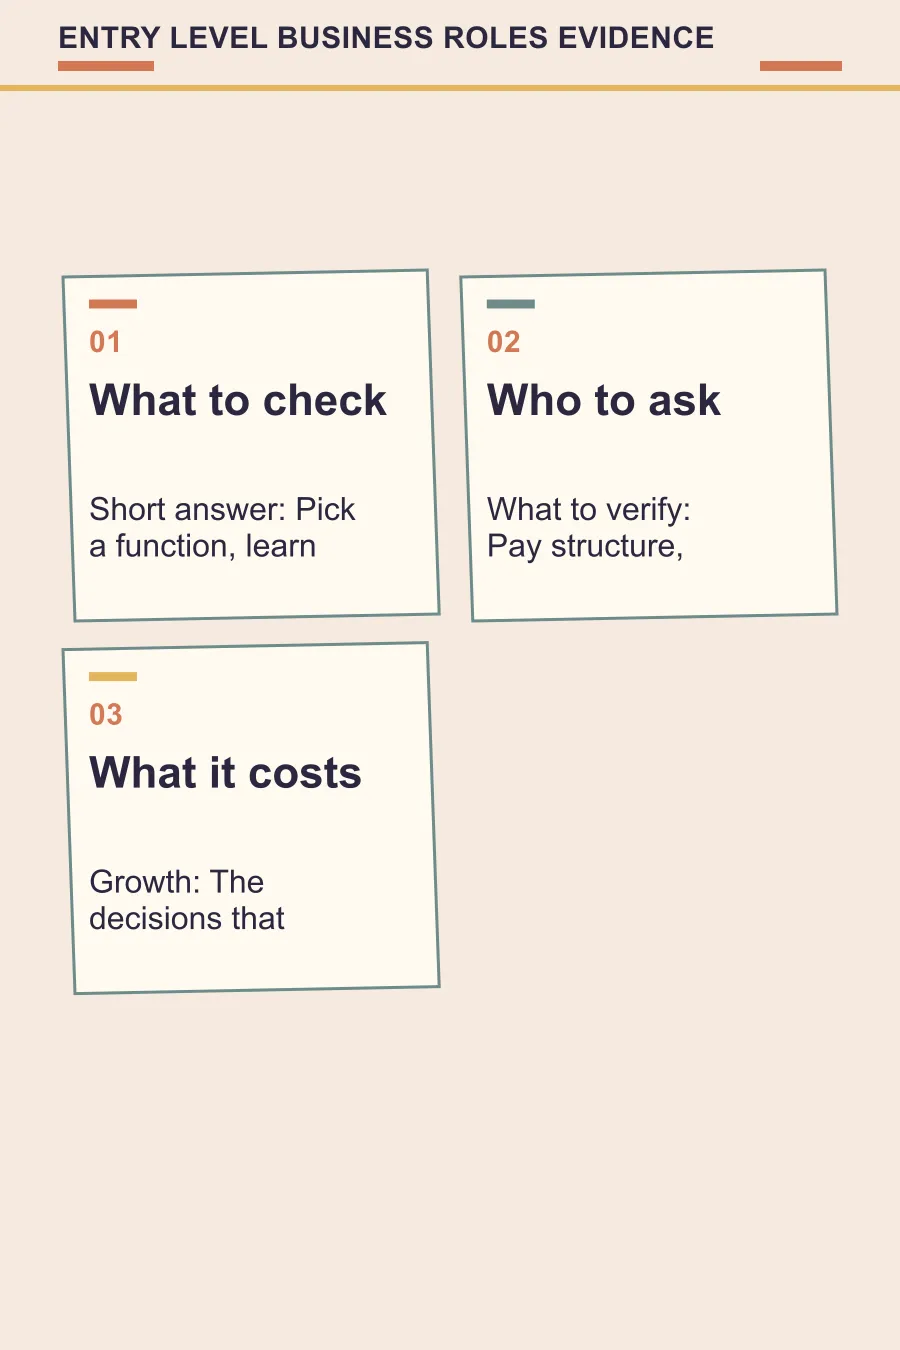 ENTRY LEVEL BUSINESS ROLES EVIDENCE
01
What to check
Short answer: Pick
a function, learn
02
Who to ask
What to verify:
Pay structure,
03
What it costs
Growth: The
decisions that